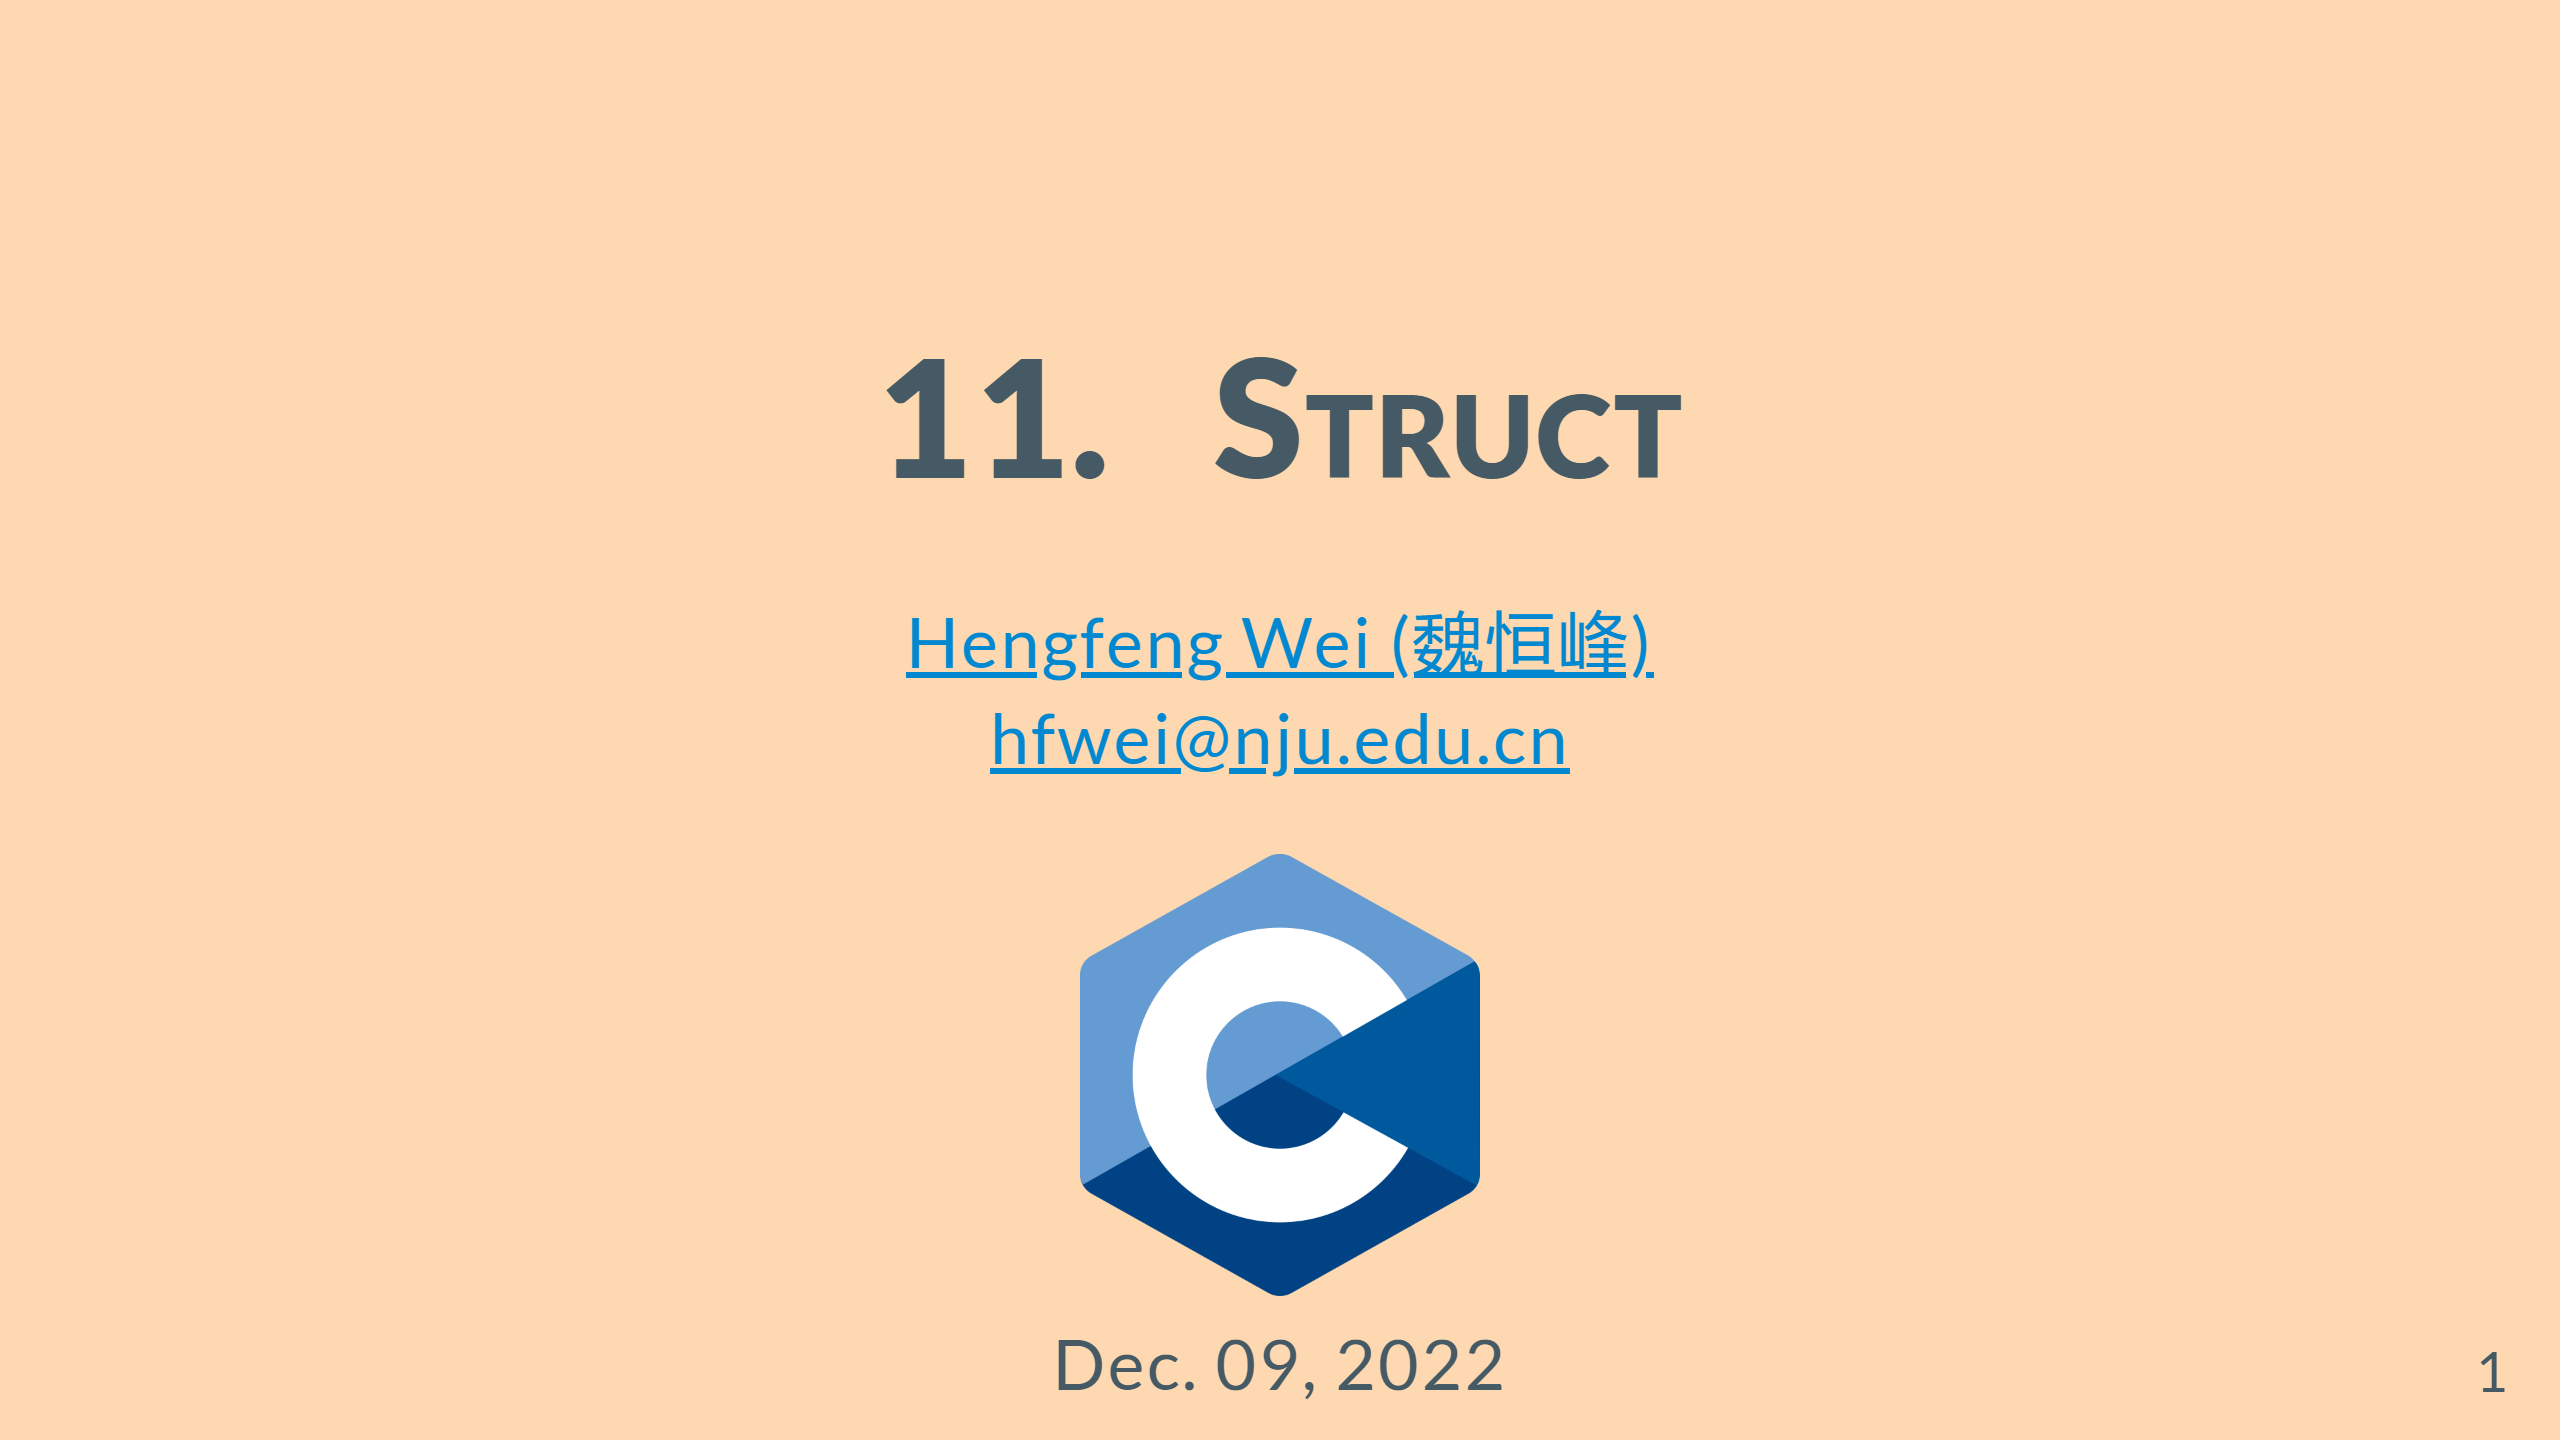 11. Struct
Hengfeng Wei (魏恒峰)
hfwei@nju.edu.cn
C
Dec. 09, 2022
1